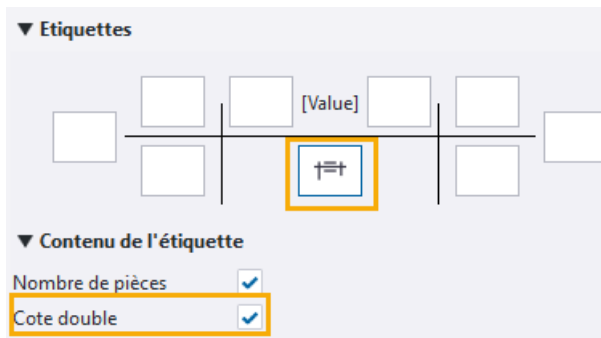 Etiquettes
[Value]
Contenu de l'étiquette
Nombre de pièces
Cote double